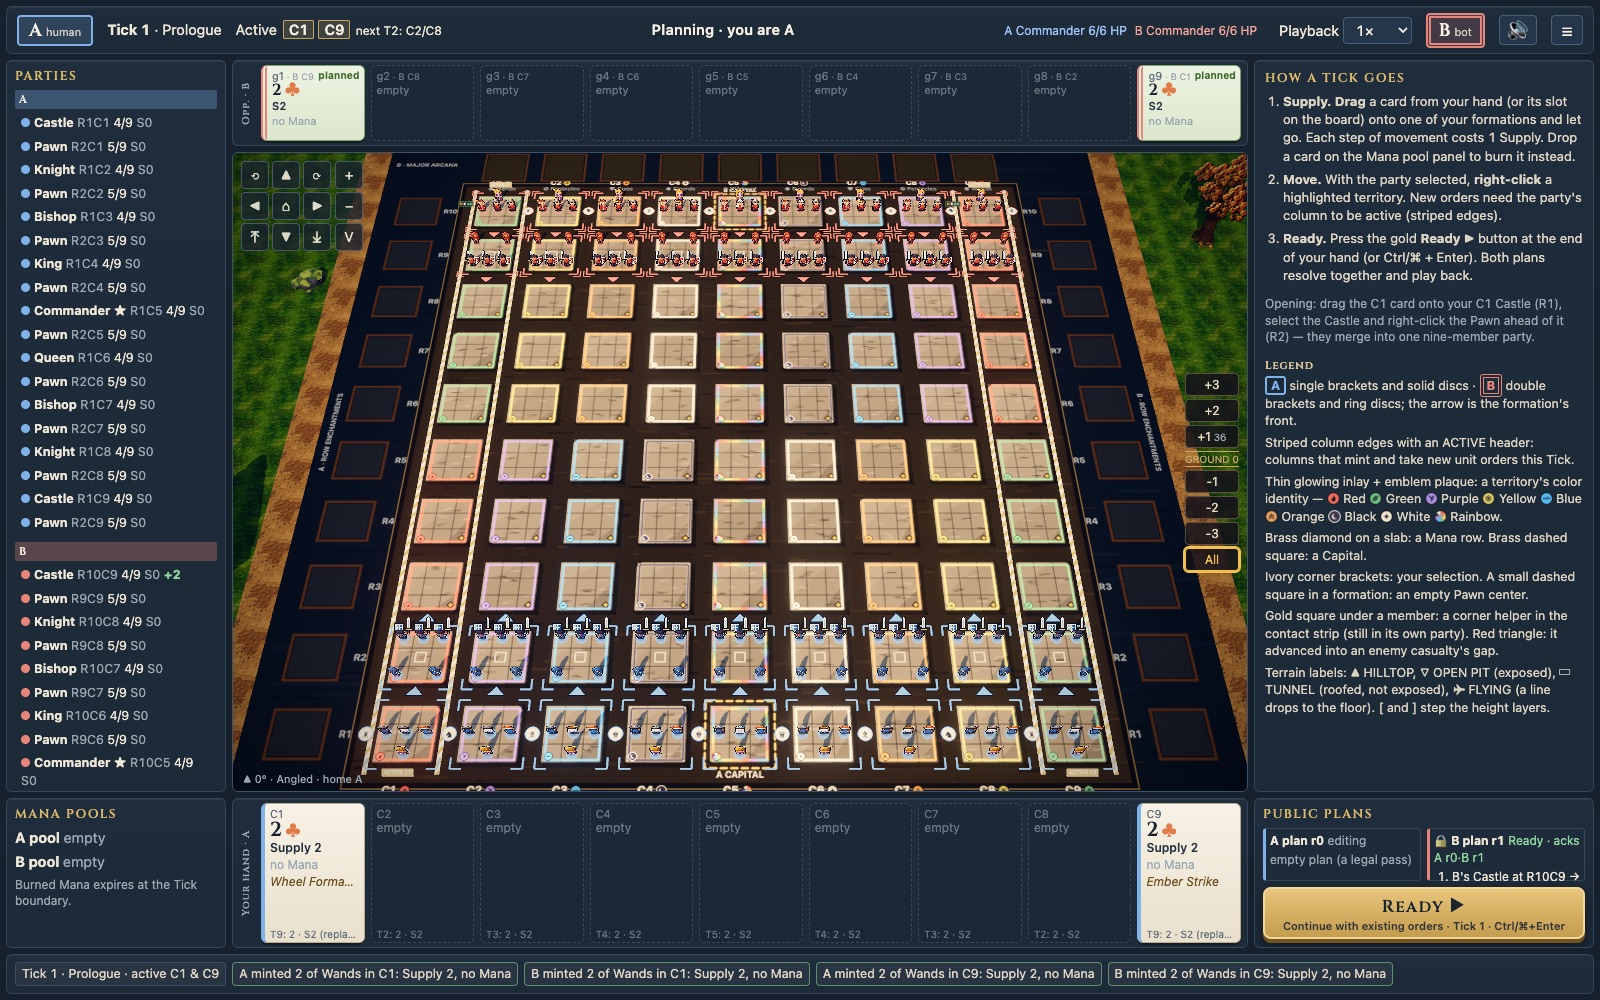 A human
Tick 1 · Prologue Active C1 C9 next T2: C2/C8
Planning · you are A
A Commander 6/6 HP B Commander 6/6 HP
Playback 1×
B bot
PARTIES
A
Castle R1C1 4/9 S0
Pawn R2C1 5/9 S0
Knight R1C2 4/9 S0
Pawn R2C2 5/9 S0
Bishop R1C3 4/9 S0
Pawn R2C3 5/9 S0
King R1C4 4/9 S0
Pawn R2C4 5/9 S0
Commander ★ R1C5 4/9 S0
Pawn R2C5 5/9 S0
Queen R1C6 4/9 S0
Pawn R2C6 5/9 S0
Bishop R1C7 4/9 S0
Pawn R2C7 5/9 S0
Knight R1C8 4/9 S0
Pawn R2C8 5/9 S0
Castle R1C9 4/9 S0
Pawn R2C9 5/9 S0
B
Castle R10C9 4/9 S0 +2
Pawn R9C9 5/9 S0
Knight R10C8 4/9 S0
Pawn R9C8 5/9 S0
Bishop R10C7 4/9 S0
Pawn R9C7 5/9 S0
King R10C6 4/9 S0
Pawn R9C6 5/9 S0
Commander ★ R10C5 4/9
S0
MANA POOLS
A pool empty
B pool empty
Burned Mana expires at the Tick
boundary.
OPP. · B
g1 · B C9 planned
2 ♣
S2
no Mana
g2 · B C8
empty
g3 · B C7
empty
g4 · B C6
empty
g5 · B C5
empty
g6 · B C4
empty
g7 · B C3
empty
g8 · B C2
empty
g9 · B C1 planned
2 ♣
S2
no Mana
B · MAJOR ARCANA
A · ROW ENCHANTMENTS
B · ROW ENCHANTMENTS
R10
R9
R8
R7
R6
R5
R4
R3
R2
R1
R7
R6
R5
R4
R3
R2
R1
A CAPITAL
V
+3
+2
+1 36
GROUND 0
-1
-2
-3
All
▲ 0° · Angled · home A
YOUR HAND · A
C1
2 ♣
Supply 2
no Mana
Wheel Forma...
T9: 2 · S2 (repla...
C2
empty
T2: 2 · S2
C3
empty
T3: 2 · S2
C4
empty
T4: 2 · S2
C5
empty
T5: 2 · S2
C6
empty
T4: 2 · S2
C7
empty
T3: 2 · S2
C8
empty
T2: 2 · S2
C9
2 ♣
Supply 2
no Mana
Ember Strike
T9: 2 · S2 (repla...
HOW A TICK GOES
1. Supply. Drag a card from your hand (or its slot
on the board) onto one of your formations and let
go. Each step of movement costs 1 Supply. Drop
a card on the Mana pool panel to burn it instead.
2. Move. With the party selected, right-click a
highlighted territory. New orders need the party's
column to be active (striped edges).
3. Ready. Press the gold Ready ▶ button at the end
of your hand (or Ctrl/⌘ + Enter). Both plans
resolve together and play back.
Opening: drag the C1 card onto your C1 Castle (R1),
select the Castle and right-click the Pawn ahead of it
(R2) — they merge into one nine-member party.
LEGEND
A single brackets and solid discs · B double
brackets and ring discs; the arrow is the formation's
front.
Striped column edges with an ACTIVE header:
columns that mint and take new unit orders this Tick.
Thin glowing inlay + emblem plaque: a territory's color
identity — Red Green Purple Yellow Blue
Orange Black White Rainbow.
Brass diamond on a slab: a Mana row. Brass dashed
square: a Capital.
Ivory corner brackets: your selection. A small dashed
square in a formation: an empty Pawn center.
Gold square under a member: a corner helper in the
contact strip (still in its own party). Red triangle: it
advanced into an enemy casualty's gap.
Terrain labels: ▲ HILLTOP, ▽ OPEN PIT (exposed), ▭
TUNNEL (roofed, not exposed), ✈ FLYING (a line
drops to the floor). [ and ] step the height layers.
PUBLIC PLANS
A plan r0 editing
empty plan (a legal pass)
B plan r1 Ready · acks
A r0·B r1
1. B's Castle at R10C9 →
READY ▶
Continue with existing orders · Tick 1 · Ctrl/⌘+Enter
Tick 1 · Prologue · active C1 & C9
A minted 2 of Wands in C1: Supply 2, no Mana
B minted 2 of Wands in C1: Supply 2, no Mana
A minted 2 of Wands in C9: Supply 2, no Mana
B minted 2 of Wands in C9: Supply 2, no Mana